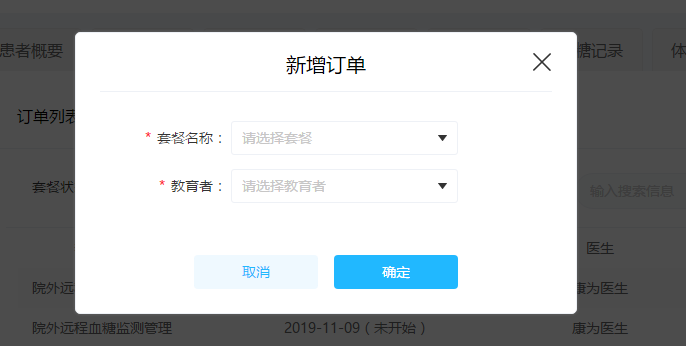 患者概要
糖记录
体
新增订单
订单列表
* 套餐名称：
请选择套餐
套餐状
* 教育者：
请选择教育者
输入搜索信息
医生
取消
确定
院外远
康为医生
院外远程血糖监测管理
2019-11-09（未开始）
康为医生